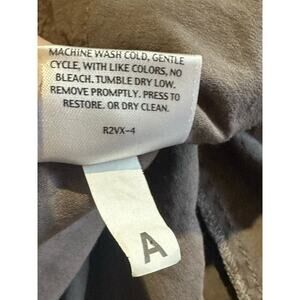 MACHINE WASH COLD, GENTLE
CYCLE, WITH LIKE COLORS, NO
BLEACH. TUMBLE DRY LOW.
REMOVE PROMPTLY. PRESS TO
RESTORE. OR DRY CLEAN.
R2VX-4
A